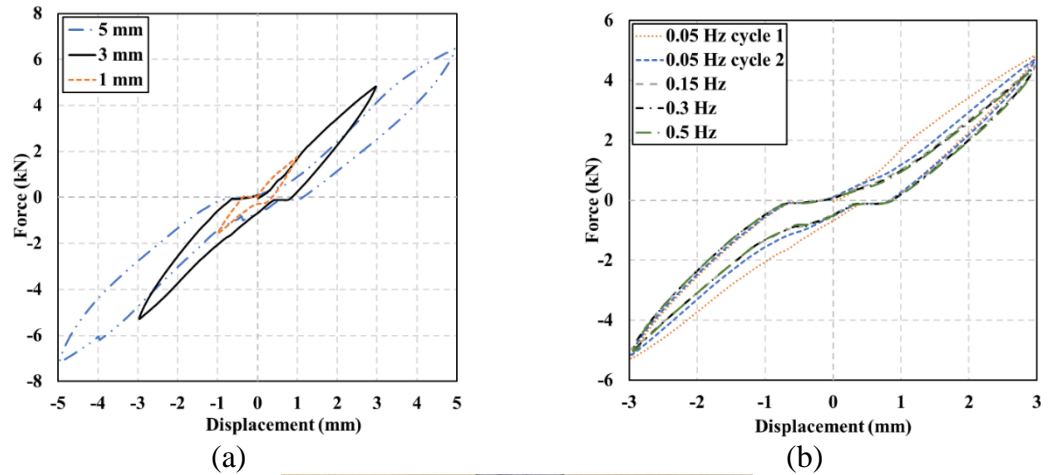 8
6
4
2
0
-2
-4
-6
-8
Force (kN)
5 mm
3 mm
1 mm
-5 -4 -3 -2 -1 0 1 2 3 4 5
Displacement (mm)
(a)
6
4
2
0
-2
-4
-6
Force (kN)
0.05 Hz cycle 1
0.05 Hz cycle 2
0.15 Hz
0.3 Hz
0.5 Hz
-3 -2 -1 0 1 2 3
Displacement (mm)
(b)